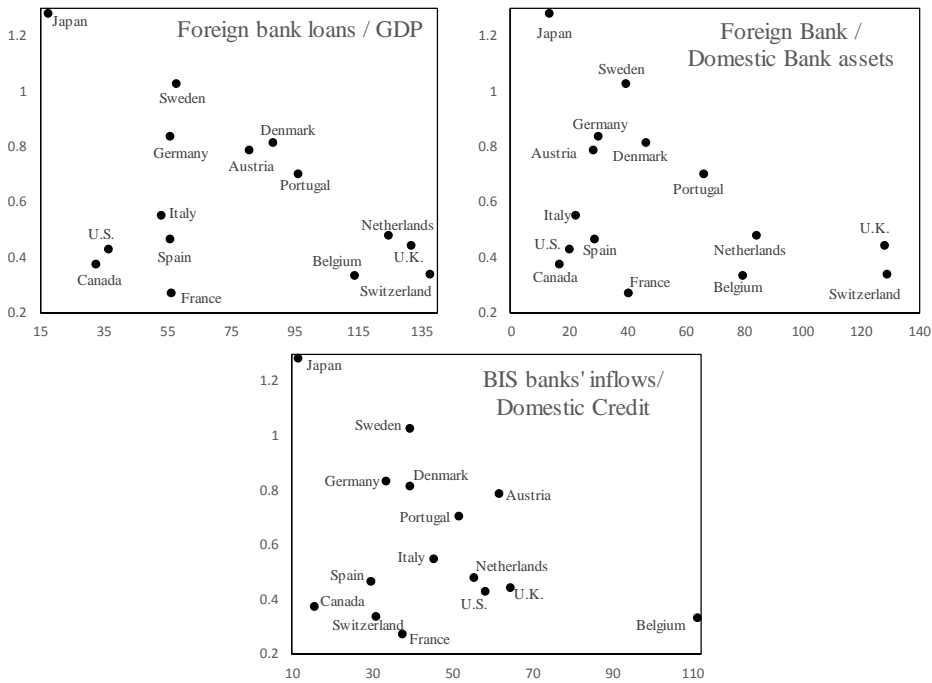 Foreign bank loans / GDP
1.2
1
0.8
0.6
0.4
0.2
15
35
55
75
95
115
135
Japan
Sweden
Germany
Denmark
Austria
Portugal
Italy
U.S.
Spain
Canada
France
Netherlands
U.K.
Belgium
Switzerland
Foreign Bank /
Domestic Bank assets
1.2
1
0.8
0.6
0.4
0.2
0
20
40
60
80
100
120
140
Japan
Sweden
Germany
Austria
Denmark
Portugal
Italy
U.S.
Spain
Canada
France
Netherlands
Belgium
U.K.
Switzerland
BIS banks' inflows/
Domestic Credit
1.2
1
0.8
0.6
0.4
0.2
10
30
50
70
90
110
Japan
Sweden
Germany
Denmark
Austria
Portugal
Italy
Spain
Netherlands
U.S.
U.K.
Canada
Switzerland
France
Belgium